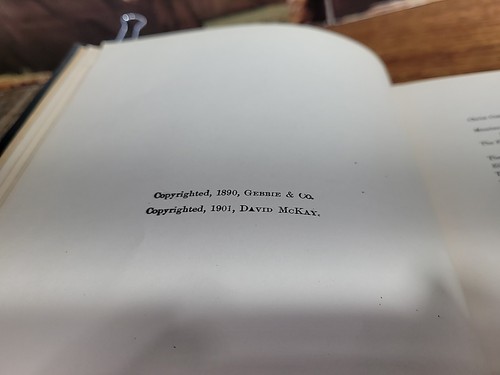 Copyrighted, 1890, GEBBIE & Co.
Copyrighted, 1901, DAVID MCKAY.